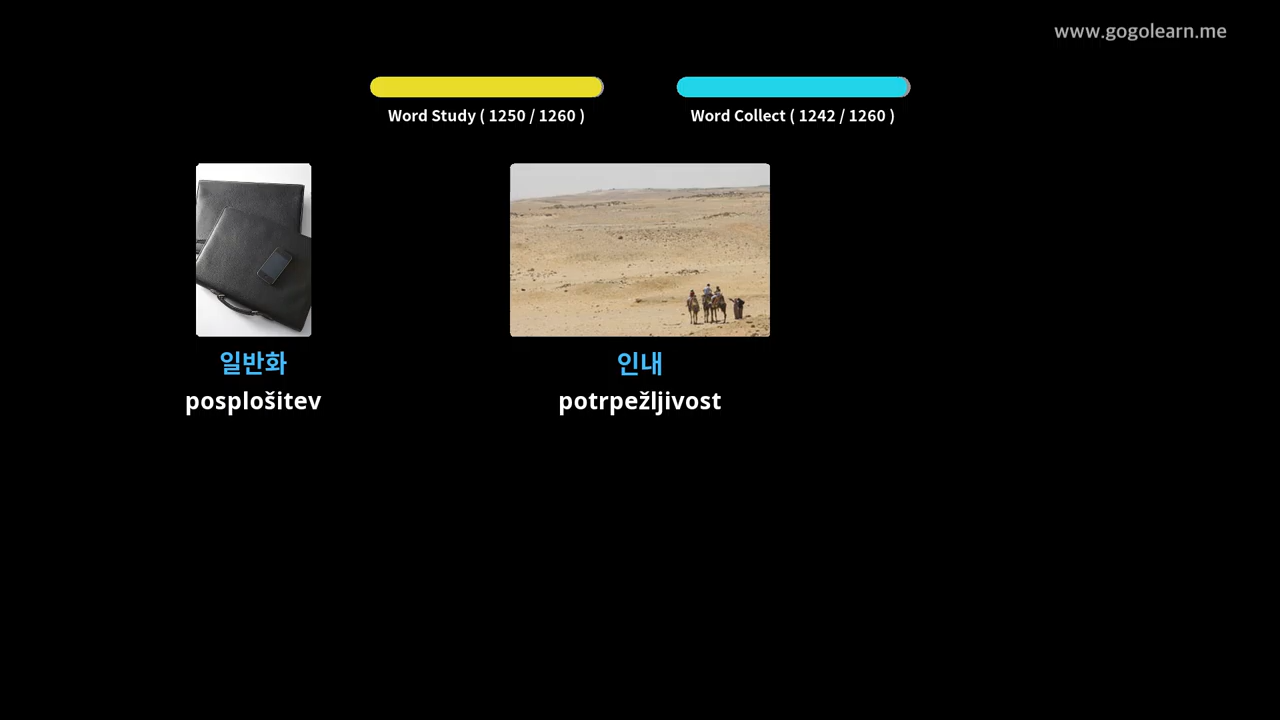 www.gogolearn.me
Word Study ( 1250 / 1260 )
Word Collect ( 1242 / 1260 )
일반화
posplošitev
인내
potrpežljivost